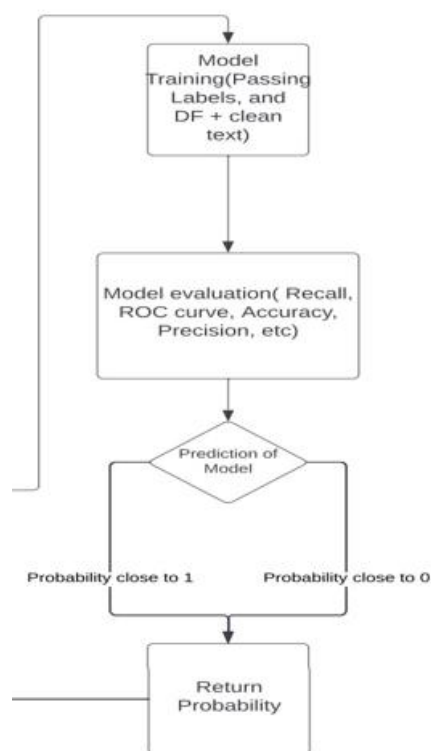 Model
Training(Passing
Labels, and
DF + clean
text)
Model evaluation( Recall,
ROC curve, Accuracy,
Precision, etc)
Prediction of
Model
Probability close to 1
Probability close to 0
Return
Probability